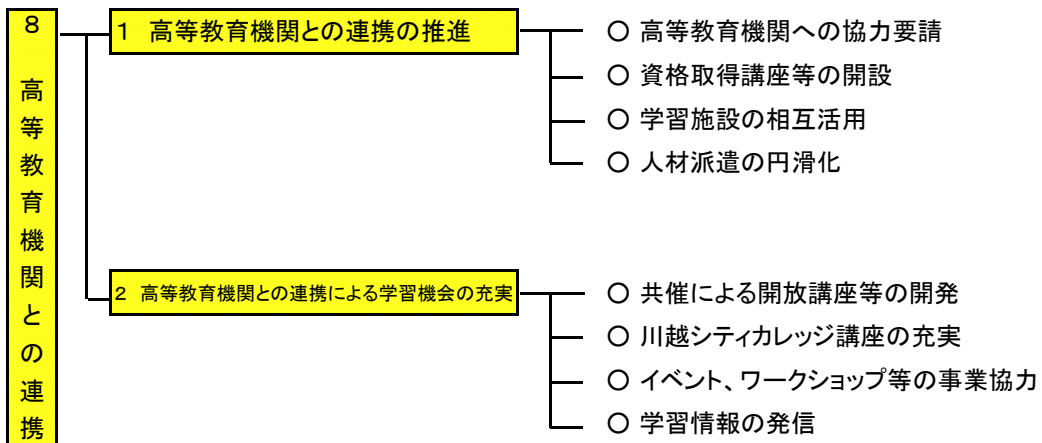 8 高等教育機関との連携
1 高等教育機関との連携の推進
○ 高等教育機関への協力要請
○ 資格取得講座等の開設
○ 学習施設の相互活用
○ 人材派遣の円滑化
2 高等教育機関との連携による学習機会の充実
○ 共催による開放講座等の開発
○ 川越シティカレッジ講座の充実
○ イベント、ワークショップ等の事業協力
○ 学習情報の発信